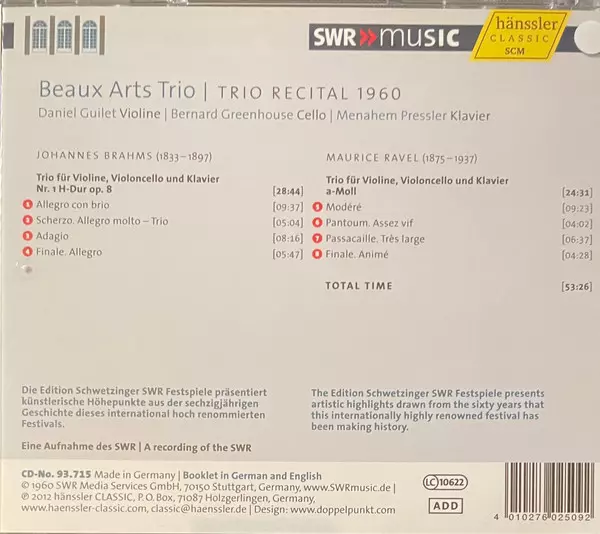 SWR»music
hänssler
CLASSIC
SCM
Beaux Arts Trio | TRIO RECITAL 1960
Daniel Guilet Violine | Bernard Greenhouse Cello | Menahem Pressler Klavier
JOHANNES BRAHMS (1833–1897)
Trio für Violine, Violoncello und Klavier
Nr. 1 H-Dur op. 8 [28:44]
1 Allegro con brio [09:37]
2 Scherzo. Allegro molto – Trio [05:04]
3 Adagio [08:16]
4 Finale. Allegro [05:47]
MAURICE RAVEL (1875–1937)
Trio für Violine, Violoncello und Klavier
a-Moll [24:31]
5 Modéré [09:23]
6 Pantoum. Assez vif [04:02]
7 Passacaille. Très large [06:37]
8 Finale. Animé [04:28]
TOTAL TIME [53:26]
Die Edition Schwetzinger SWR Festspiele präsentiert
künstlerische Höhepunkte aus der sechzigjährigen
Geschichte dieses international hoch renommierten
Festivals.
The Edition Schwetzinger SWR Festspiele presents
artistic highlights drawn from the sixty years that
this internationally highly renowned festival has
been making history.
Eine Aufnahme des SWR | A recording of the SWR
CD-No. 93.715 Made in Germany | Booklet in German and English
℗ 1960 SWR Media Services GmbH, 70150 Stuttgart, Germany, www.SWRmusic.de |
℗ 2012 hänssler CLASSIC, P.O. Box, 71087 Holzgerlingen, Germany,
www.haenssler-classic.com, classic@haenssler.de | Design: www.doppelpunkt.com
LC 10622
ADD
4 010276 025092